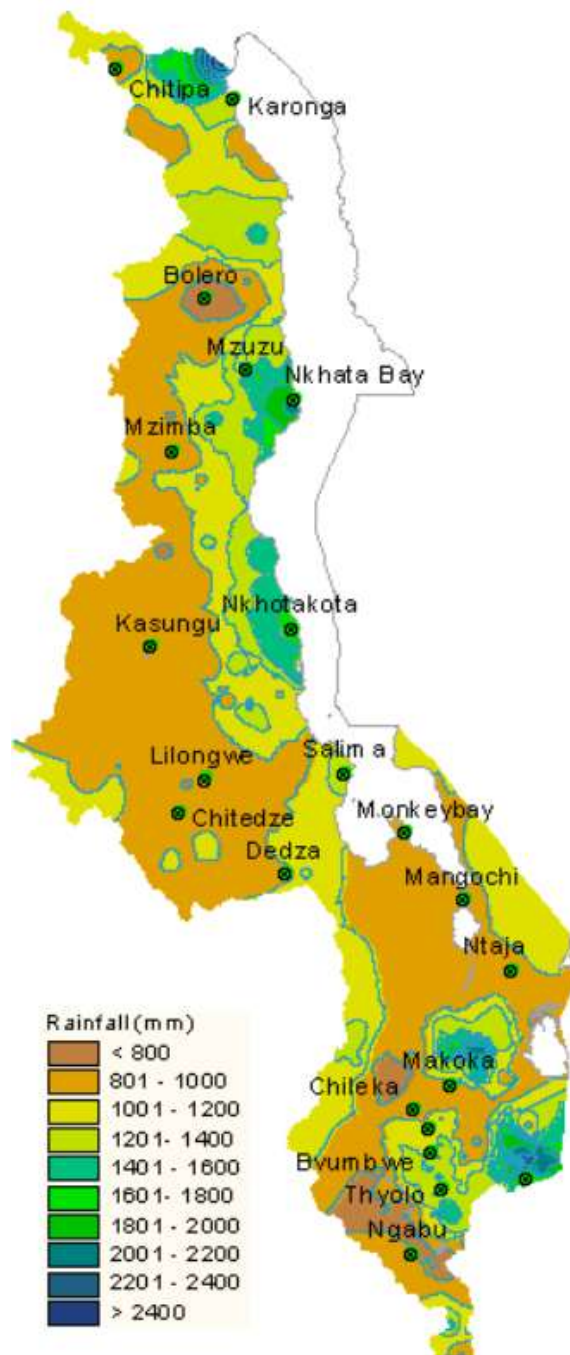 Chitipa
Karonga
Bolero
Mzuzu
Nkhata Bay
Mzimba
Nkhotakota
Kasungu
Lilongwe
Salima
Chitedze
Monkeybay
Dedza
Mangochi
Ntaja
Makoka
Chileka
Bvumbwe
Thyolo
Ngabu
Rainfall (mm)
< 800
801 - 1000
1001 - 1200
1201- 1400
1401 - 1600
1601- 1800
1801 - 2000
2001 - 2200
2201 - 2400
> 2400